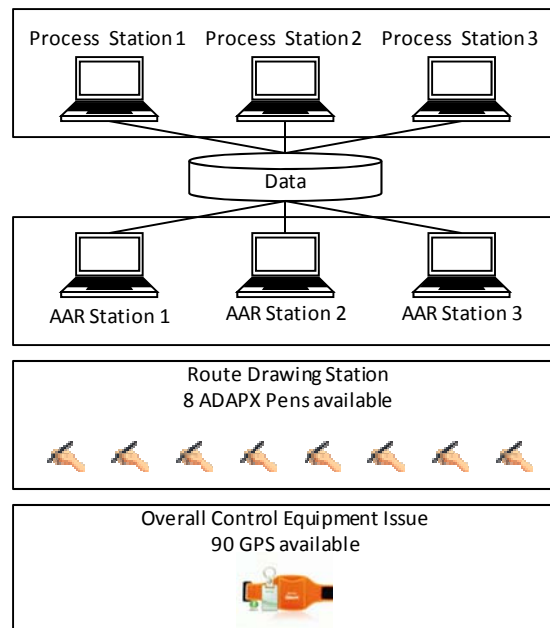 Process Station 1 Process Station 2 Process Station 3
Data
AAR Station 1 AAR Station 2 AAR Station 3
Route Drawing Station
8 ADAPX Pens available
Overall Control Equipment Issue
90 GPS available